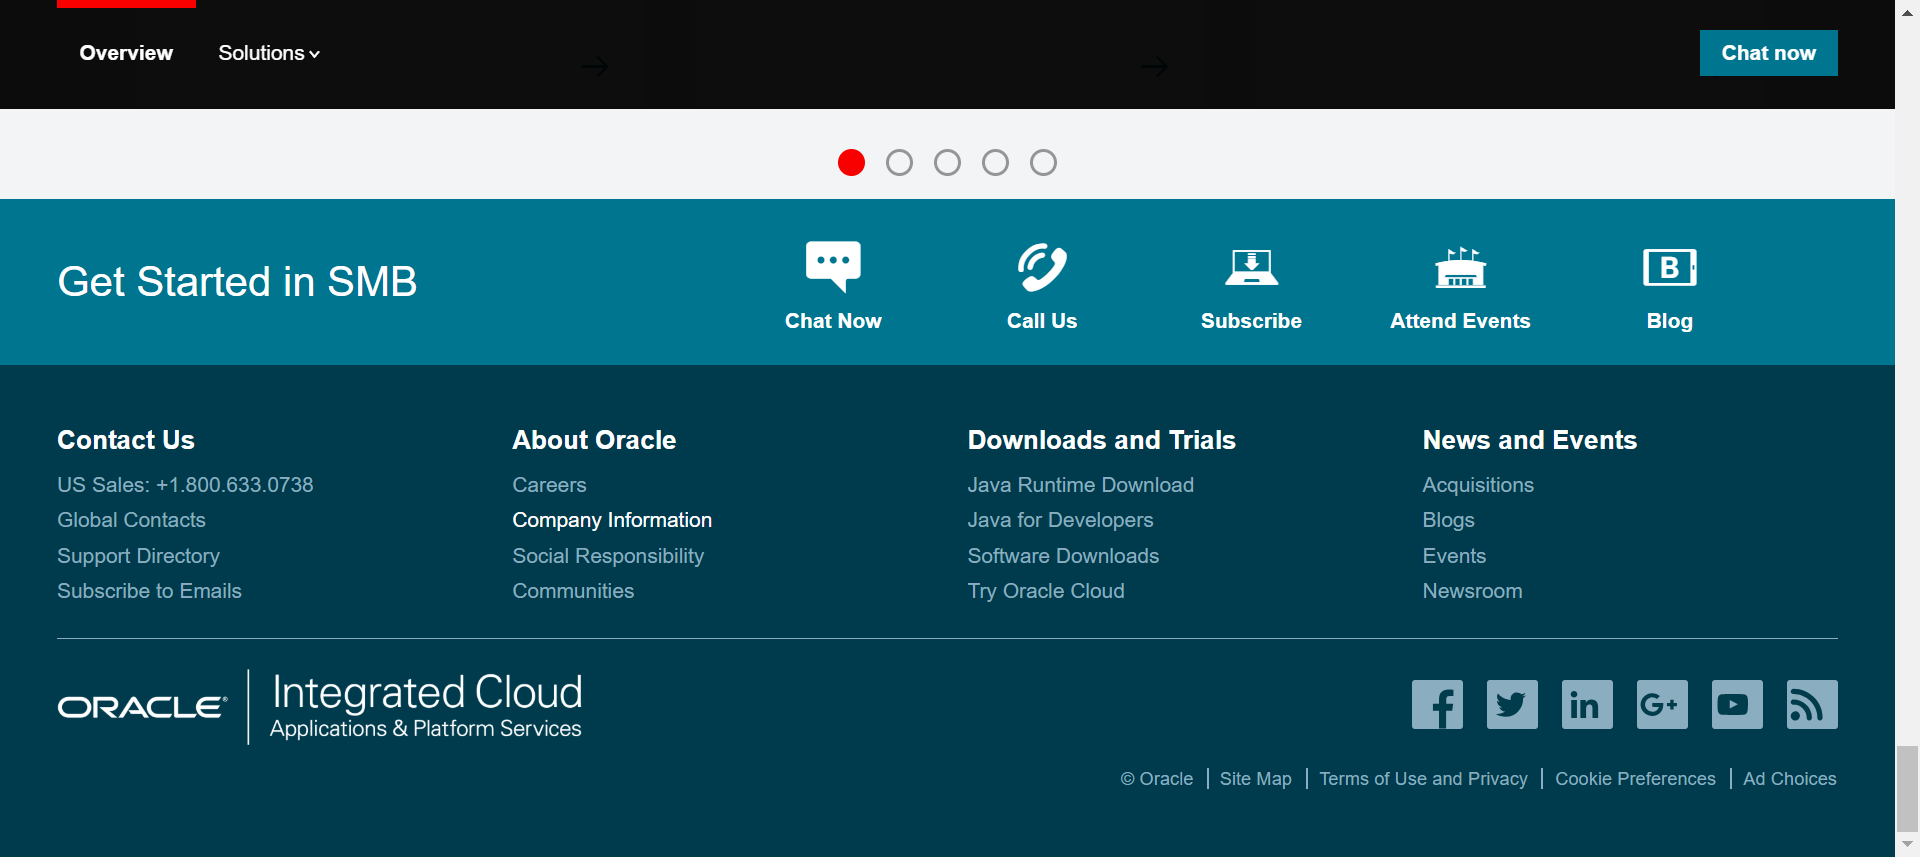 Overview
Solutions
Chat now
Get Started in SMB
Chat Now
Call Us
Subscribe
Attend Events
B
Blog
Contact Us
US Sales: +1.800.633.0738
Global Contacts
Support Directory
Subscribe to Emails
About Oracle
Careers
Company Information
Social Responsibility
Communities
Downloads and Trials
Java Runtime Download
Java for Developers
Software Downloads
Try Oracle Cloud
News and Events
Acquisitions
Blogs
Events
Newsroom
ORACLE®
Integrated Cloud
Applications & Platform Services
f
in
G+
© Oracle | Site Map | Terms of Use and Privacy | Cookie Preferences | Ad Choices